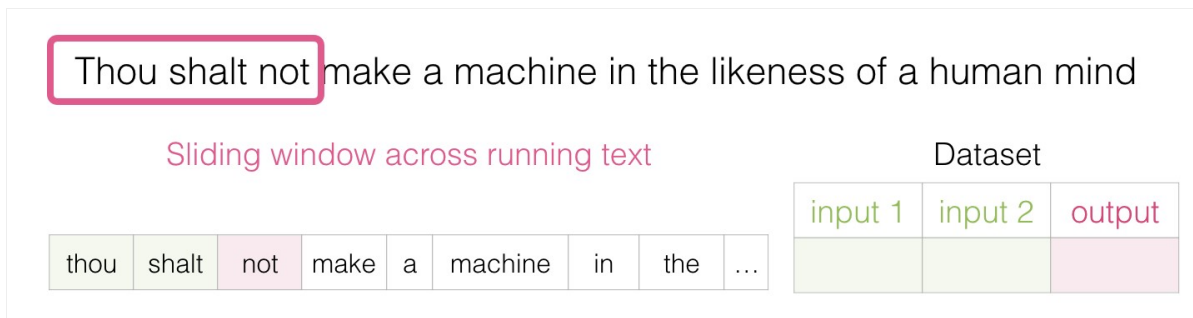 Thou shalt not make a machine in the likeness of a human mind
Sliding window across running text
Dataset
input 1 input 2 output
thou shalt not make a machine in the ...